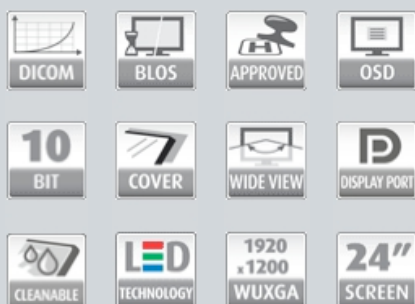 DICOM
BLOS
APPROVED
OSD
10
BIT
COVER
WIDE VIEW
DISPLAY PORT
CLEANABLE
LED
TECHNOLOGY
1920
x1200
WUXGA
24"
SCREEN